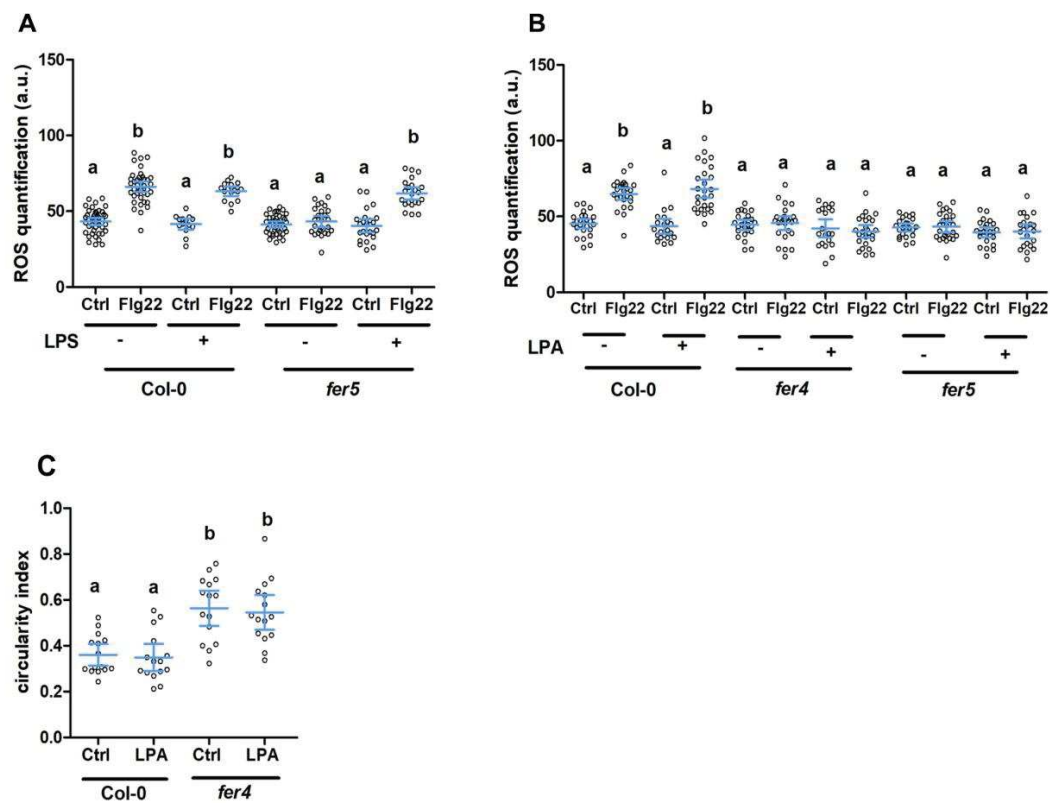 A
ROS quantification (a.u.)
150
100
50
0
a b a b a a a b
Ctrl Flg22 Ctrl Flg22 Ctrl Flg22 Ctrl Flg22
LPS - + - +
Col-0 fer5
B
ROS quantification (a.u.)
150
100
50
0
a b a b a a a a a a a a
Ctrl Flg22 Ctrl Flg22 Ctrl Flg22 Ctrl Flg22 Ctrl Flg22 Ctrl Flg22
LPA - + - + - +
Col-0 fer4 fer5
C
circularity index
1.0
0.8
0.6
0.4
0.2
0.0
a a b b
Ctrl LPA Ctrl LPA
Col-0 fer4